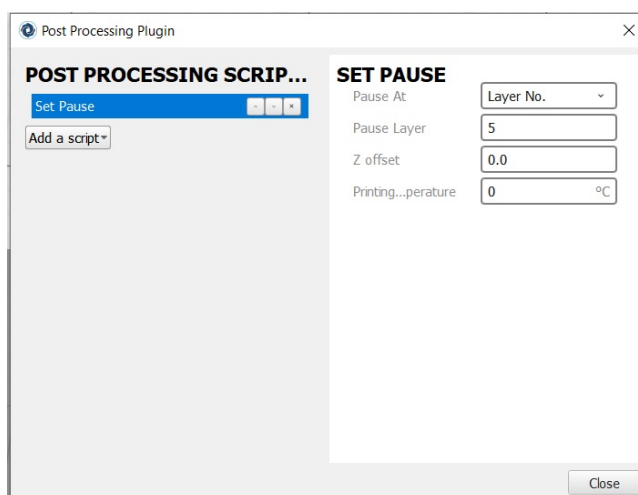 Post Processing Plugin
POST PROCESSING SCRIP...
Set Pause
Add a script
SET PAUSE
Pause At
Layer No.
Pause Layer
5
Z offset
0.0
Printing...perature
0
ºC
Close